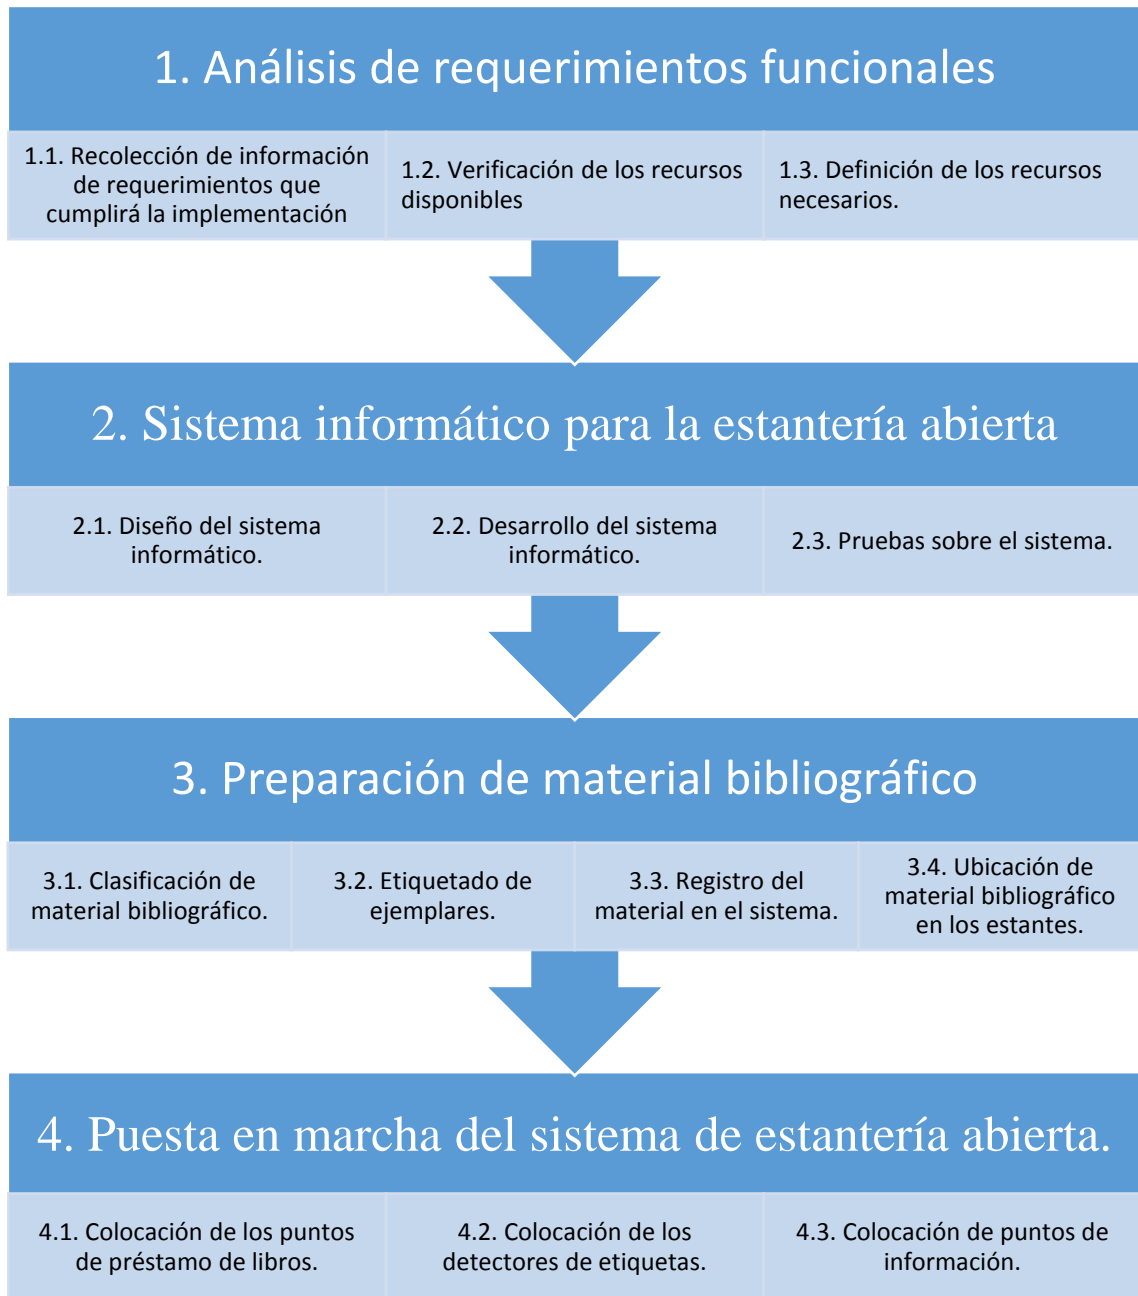 1. Análisis de requerimientos funcionales
1.1. Recolección de información
de requerimientos que
cumplirá la implementación
1.2. Verificación de los recursos
disponibles
1.3. Definición de los recursos
necesarios.
2. Sistema informático para la estantería abierta
2.1. Diseño del sistema
informático.
2.2. Desarrollo del sistema
informático.
2.3. Pruebas sobre el sistema.
3. Preparación de material bibliográfico
3.1. Clasificación de
material bibliográfico.
3.2. Etiquetado de
ejemplares.
3.3. Registro del
material en el sistema.
3.4. Ubicación de
material bibliográfico
en los estantes.
4. Puesta en marcha del sistema de estantería abierta.
4.1. Colocación de los puntos
de préstamo de libros.
4.2. Colocación de los
detectores de etiquetas.
4.3. Colocación de puntos de
información.